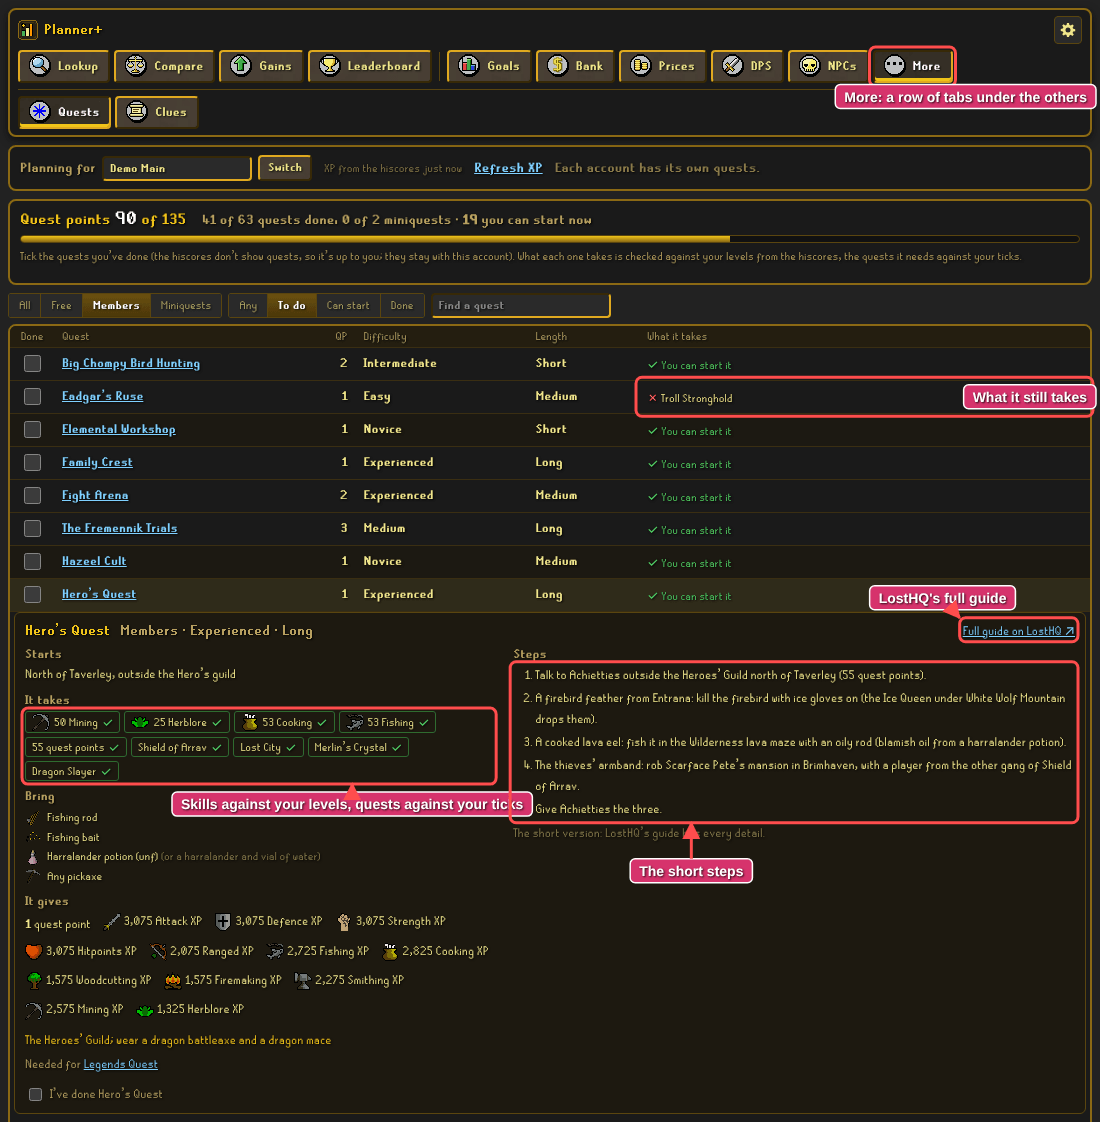 Planner+
Lookup Compare Gains Leaderboard Goals Bank Prices DPS NPCs More
More: a row of tabs under the others
Quests Clues
Planning for Demo Main Switch XP from the hiscores just now Refresh XP Each account has its own quests.
Quest points 90 of 135 41 of 63 quests done, 0 of 2 miniquests · 19 you can start now
Tick the quests you've done (the hiscores don't show quests, so it's up to you; they stay with this account). What each one takes is checked against your levels from the hiscores, the quests it needs against your ticks.
All Free Members Miniquests Any To do Can start Done Find a quest
Done Quest QP Difficulty Length What it takes
Big Chompy Bird Hunting 2 Intermediate Short ✓ You can start it
Eadgar's Ruse 1 Easy Medium ✕ Troll Stronghold
What it still takes
Elemental Workshop 1 Novice Short ✓ You can start it
Family Crest 1 Experienced Long ✓ You can start it
Fight Arena 2 Experienced Medium ✓ You can start it
The Fremennik Trials 3 Medium Long ✓ You can start it
Hazeel Cult 1 Novice Medium ✓ You can start it
Hero's Quest 1 Experienced Long ✓ You can start it
LostHQ's full guide
Hero's Quest Members · Experienced · Long
Full guide on LostHQ ↗
Starts
North of Taverley, outside the Hero's guild
It takes
50 Mining ✓ 25 Herblore ✓ 53 Cooking ✓ 53 Fishing ✓
55 quest points ✓ Shield of Arrav ✓ Lost City ✓ Merlin's Crystal ✓
Dragon Slayer ✓
Skills against your levels, quests against your ticks
Bring
Fishing rod
Fishing bait
Harralander potion (unf) (or a harralander and vial of water)
Any pickaxe
It gives
1 quest point 3,075 Attack XP 3,075 Defence XP 3,075 Strength XP
3,075 Hitpoints XP 2,075 Ranged XP 2,725 Fishing XP 2,825 Cooking XP
1,575 Woodcutting XP 1,575 Firemaking XP 2,275 Smithing XP
2,575 Mining XP 1,325 Herblore XP
The Heroes' Guild; wear a dragon battleaxe and a dragon mace
Needed for Legends Quest
I've done Hero's Quest
Steps
1. Talk to Achietties outside the Heroes' Guild north of Taverley (55 quest points).
2. A firebird feather from Entrana: kill the firebird with ice gloves on (the Ice Queen under White Wolf Mountain
drops them).
3. A cooked lava eel: fish it in the Wilderness lava maze with an oily rod (blamish oil from a harralander potion).
4. The thieves' armband: rob Scarface Pete's mansion in Brimhaven, with a player from the other gang of Shield
of Arrav.
Give Achietties the three.
The short version: LostHQ's guide every detail.
The short steps